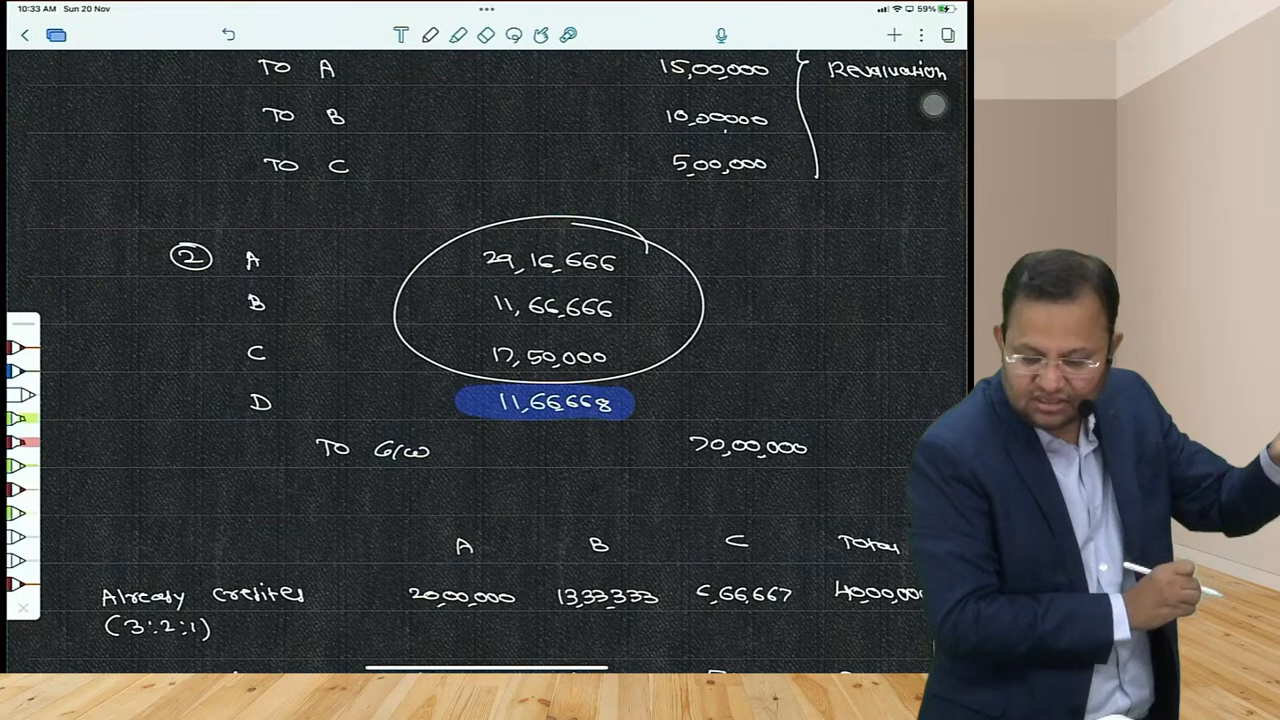 10:33 AM Sun 20 Nov
59%
TO A 15,00,000 Revaluation
TO B 10,00,000
TO C 5,00,000
2 A 29,16,666
B 11,66,666
C 17,50,000
D 11,66,668
TO G/W 70,00,000
A B C Total
Already Credited 20,00,000 13,33,333 6,66,667 40,00,000
(3:2:1)